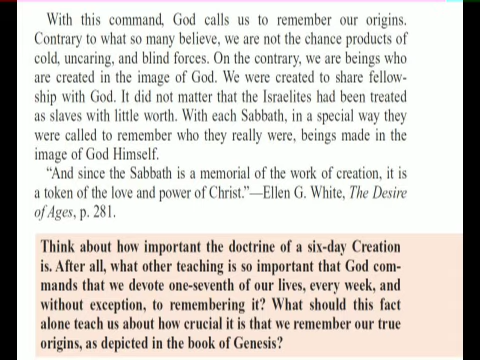 With this command, God calls us to remember our origins.
Contrary to what so many believe, we are not the chance products of
cold, uncaring, and blind forces. On the contrary, we are beings who
are created in the image of God. We were created to share fellow-
ship with God. It did not matter that the Israelites had been treated
as slaves with little worth. With each Sabbath, in a special way they
were called to remember who they really were, beings made in the
image of God Himself.
“And since the Sabbath is a memorial of the work of creation, it is
a token of the love and power of Christ.”—Ellen G. White, The Desire
of Ages, p. 281.
Think about how important the doctrine of a six-day Creation
is. After all, what other teaching is so important that God com-
mands that we devote one-seventh of our lives, every week, and
without exception, to remembering it? What should this fact
alone teach us about how crucial it is that we remember our true
origins, as depicted in the book of Genesis?